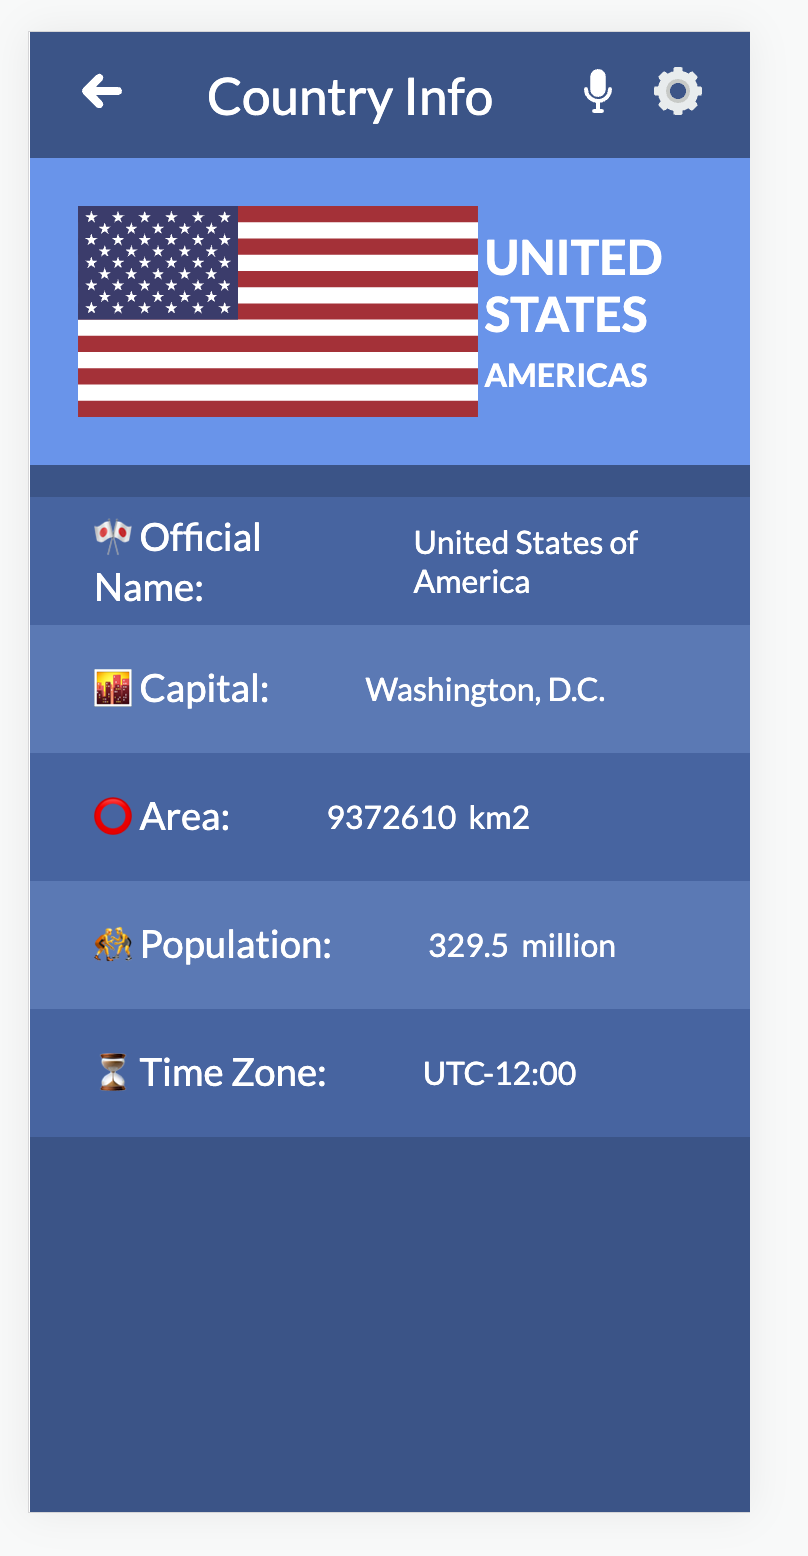 Country Info
UNITED
STATES
AMERICAS
🎌 Official
Name:
United States of
America
🌇 Capital: Washington, D.C.
⭕ Area: 9372610 km2
🤼 Population: 329.5 million
⏳ Time Zone: UTC-12:00